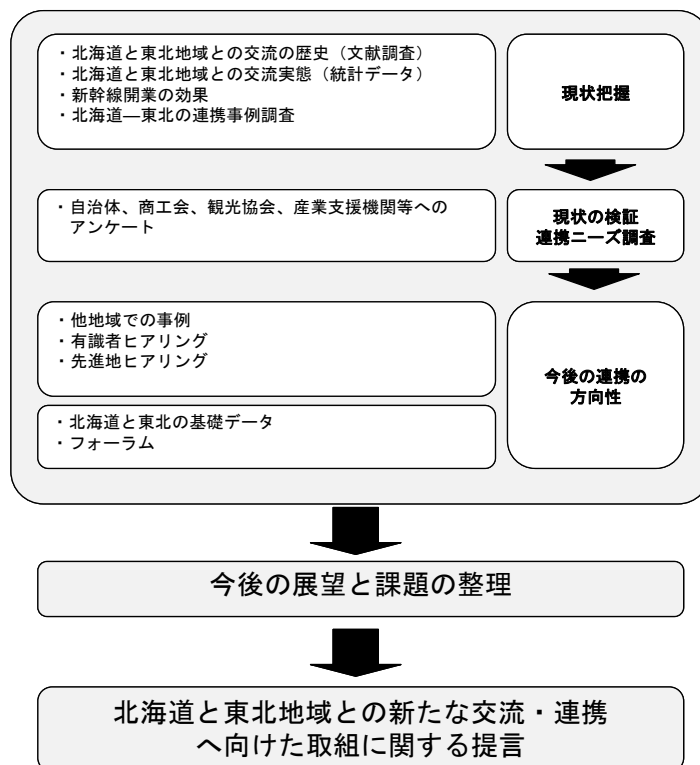 ・北海道と東北地域との交流の歴史（文献調査）
・北海道と東北地域との交流実態（統計データ）
・新幹線開業の効果
・北海道―東北の連携事例調査
現状把握
・自治体、商工会、観光協会、産業支援機関等への
アンケート
現状の検証
連携ニーズ調査
・他地域での事例
・有識者ヒアリング
・先進地ヒアリング
・北海道と東北の基礎データ
・フォーラム
今後の連携の
方向性
今後の展望と課題の整理
北海道と東北地域との新たな交流・連携
へ向けた取組に関する提言